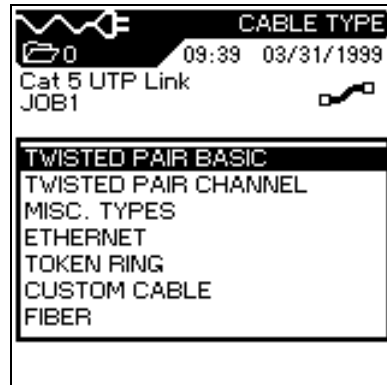 CABLE TYPE
0 09:39 03/31/1999
Cat 5 UTP Link
JOB1
TWISTED PAIR BASIC
TWISTED PAIR CHANNEL
MISC. TYPES
ETHERNET
TOKEN RING
CUSTOM CABLE
FIBER